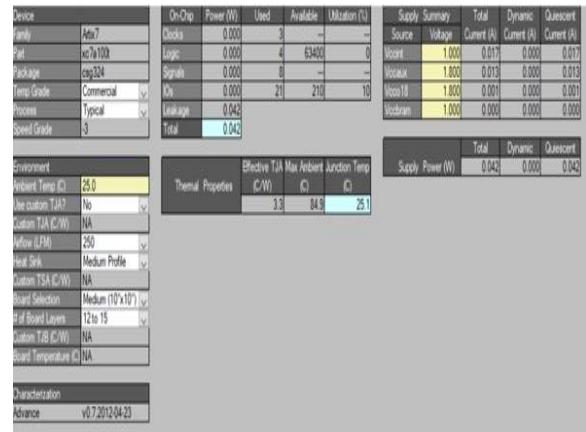 Device
Family Artix7
Part xc7a100t
Package csg324
Temp Grade Commercial
Process Typical
Speed Grade -3
Environment
Ambient Temp (C) 25.0
Use custom TJA? No
Custom TJA (C/W) NA
Airflow (LFM) 250
Heat Sink Medium Profile
Custom TSA (C/W) NA
Board Selection Medium (10"x10")
# of Board Layers 12 to 15
Custom TJB (C/W) NA
Board Temperature (C NA
Characterization
Advance v0.7,2012-04-23
On-Chip Power (W) Used Available Utilization (%)
Clocks 0.000 3 --
Logic 0.000 4 63400 0
Signals 0.000 8 --
IOs 0.000 21 210 10
Leakage 0.042
Total 0.042
Effective TJA Max Ambient Junction Temp
Thermal Properties (C/W) (C) (C)
3.3 84.9 25.1
Supply Summary Total Dynamic Quiescent
Source Voltage Current (A) Current (A) Current (A)
Vccint 1.000 0.017 0.000 0.017
Vccaux 1.800 0.013 0.000 0.013
Vcco18 1.800 0.001 0.000 0.001
Vccbram 1.000 0.000 0.000 0.000
Total Dynamic Quiescent
Supply Power (W) 0.042 0.000 0.042